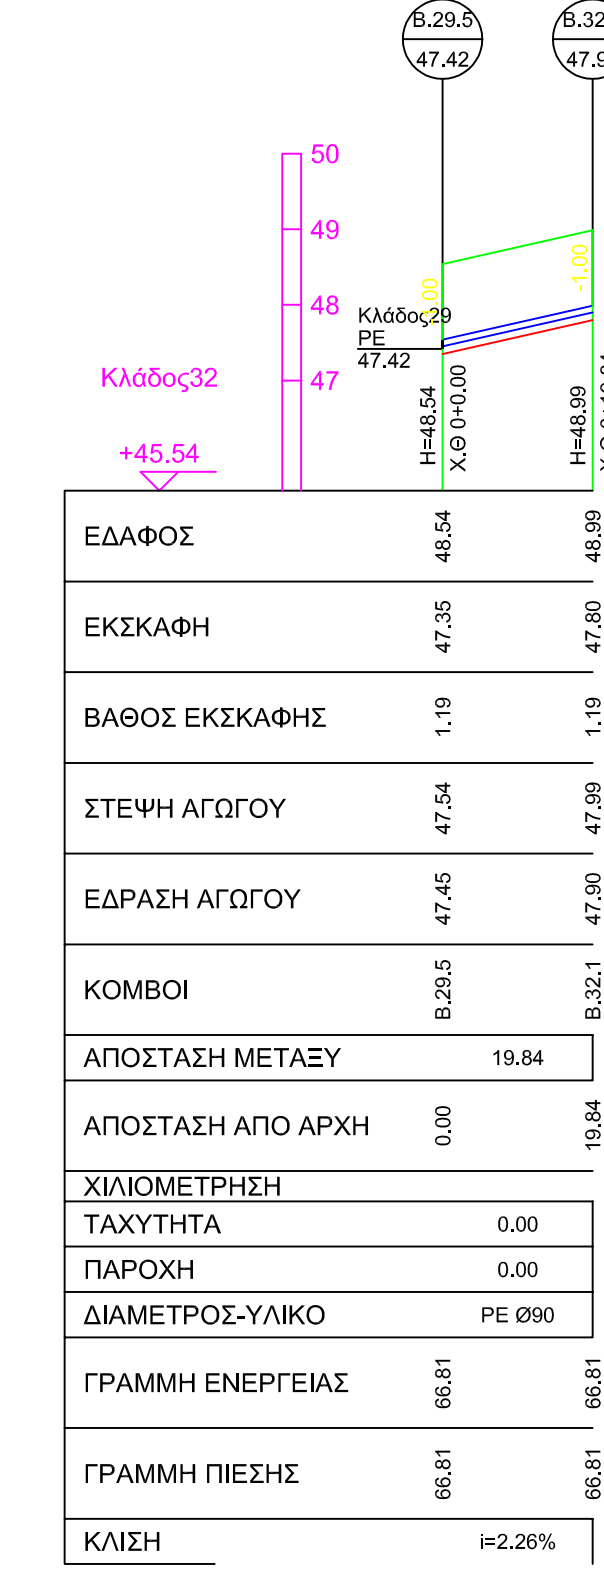 B.29.5
47.42
B.32
47.9
50
49
48
47
Κλάδος32
+45.54
-1.00
-1.00
Κλάδος29
PE
47.42
H=48.54
Χ.Θ 0+0.00
H=48.99
ΕΔΑΦΟΣ 48.54 48.99
ΕΚΣΚΑΦΗ 47.35 47.80
ΒΑΘΟΣ ΕΚΣΚΑΦΗΣ 1.19 1.19
ΣΤΕΨΗ ΑΓΩΓΟΥ 47.54 47.99
ΕΔΡΑΣΗ ΑΓΩΓΟΥ 47.45 47.90
ΚΟΜΒΟΙ B.29.5 B.32.1
ΑΠΟΣΤΑΣΗ ΜΕΤΑΞΥ 19.84
ΑΠΟΣΤΑΣΗ ΑΠΟ ΑΡΧΗ 0.00 19.84
ΧΙΛΙΟΜΕΤΡΗΣΗ
ΤΑΧΥΤΗΤΑ 0.00
ΠΑΡΟΧΗ 0.00
ΔΙΑΜΕΤΡΟΣ-ΥΛΙΚΟ PE Ø90
ΓΡΑΜΜΗ ΕΝΕΡΓΕΙΑΣ 66.81 66.81
ΓΡΑΜΜΗ ΠΙΕΣΗΣ 66.81 66.81
ΚΛΙΣΗ i=2.26%